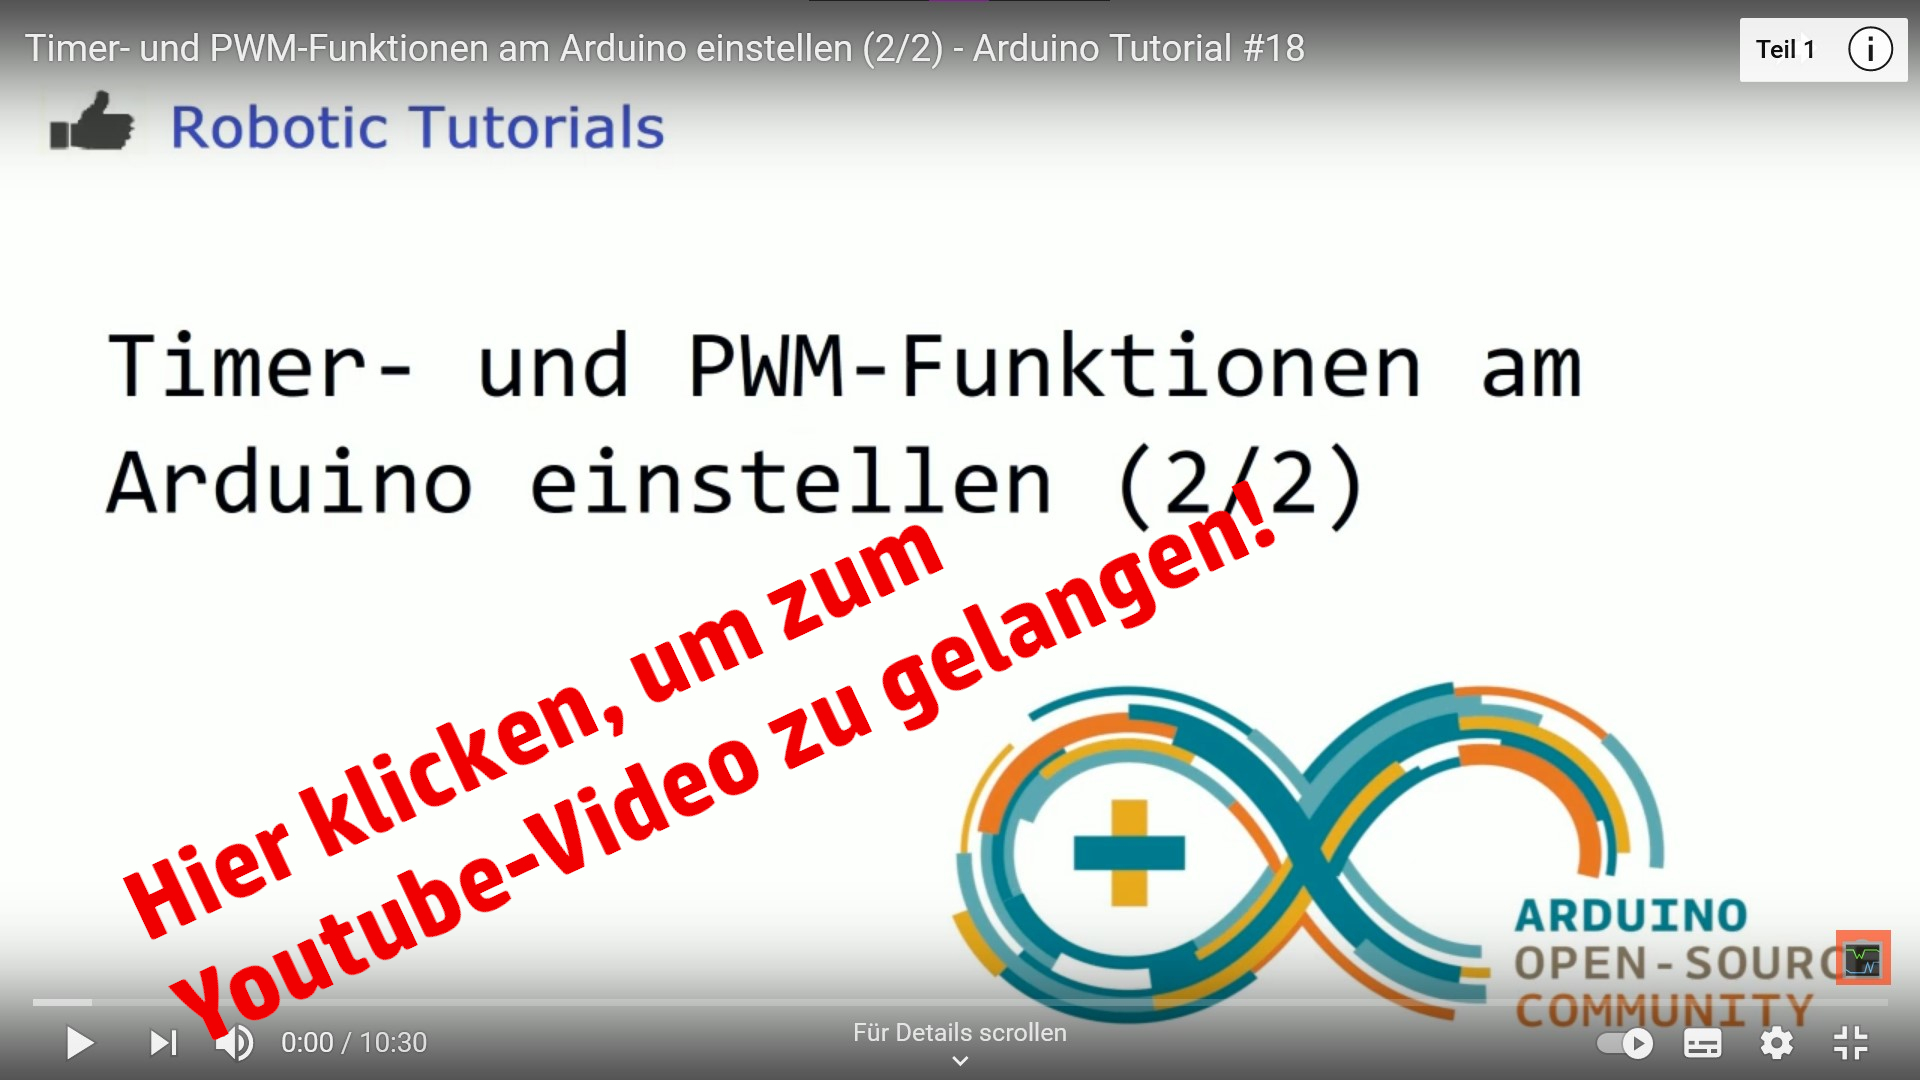 Timer- und PWM-Funktionen am Arduino einstellen (2/2) - Arduino Tutorial #18
Teil 1
Robotic Tutorials
Timer- und PWM-Funktionen am
Arduino einstellen (2/2)
Hier klicken, um zum
Youtube-Video zu gelangen!
ARDUINO
OPEN-SOURC
COMMUNITY
0:00 / 10:30
Für Details scrollen